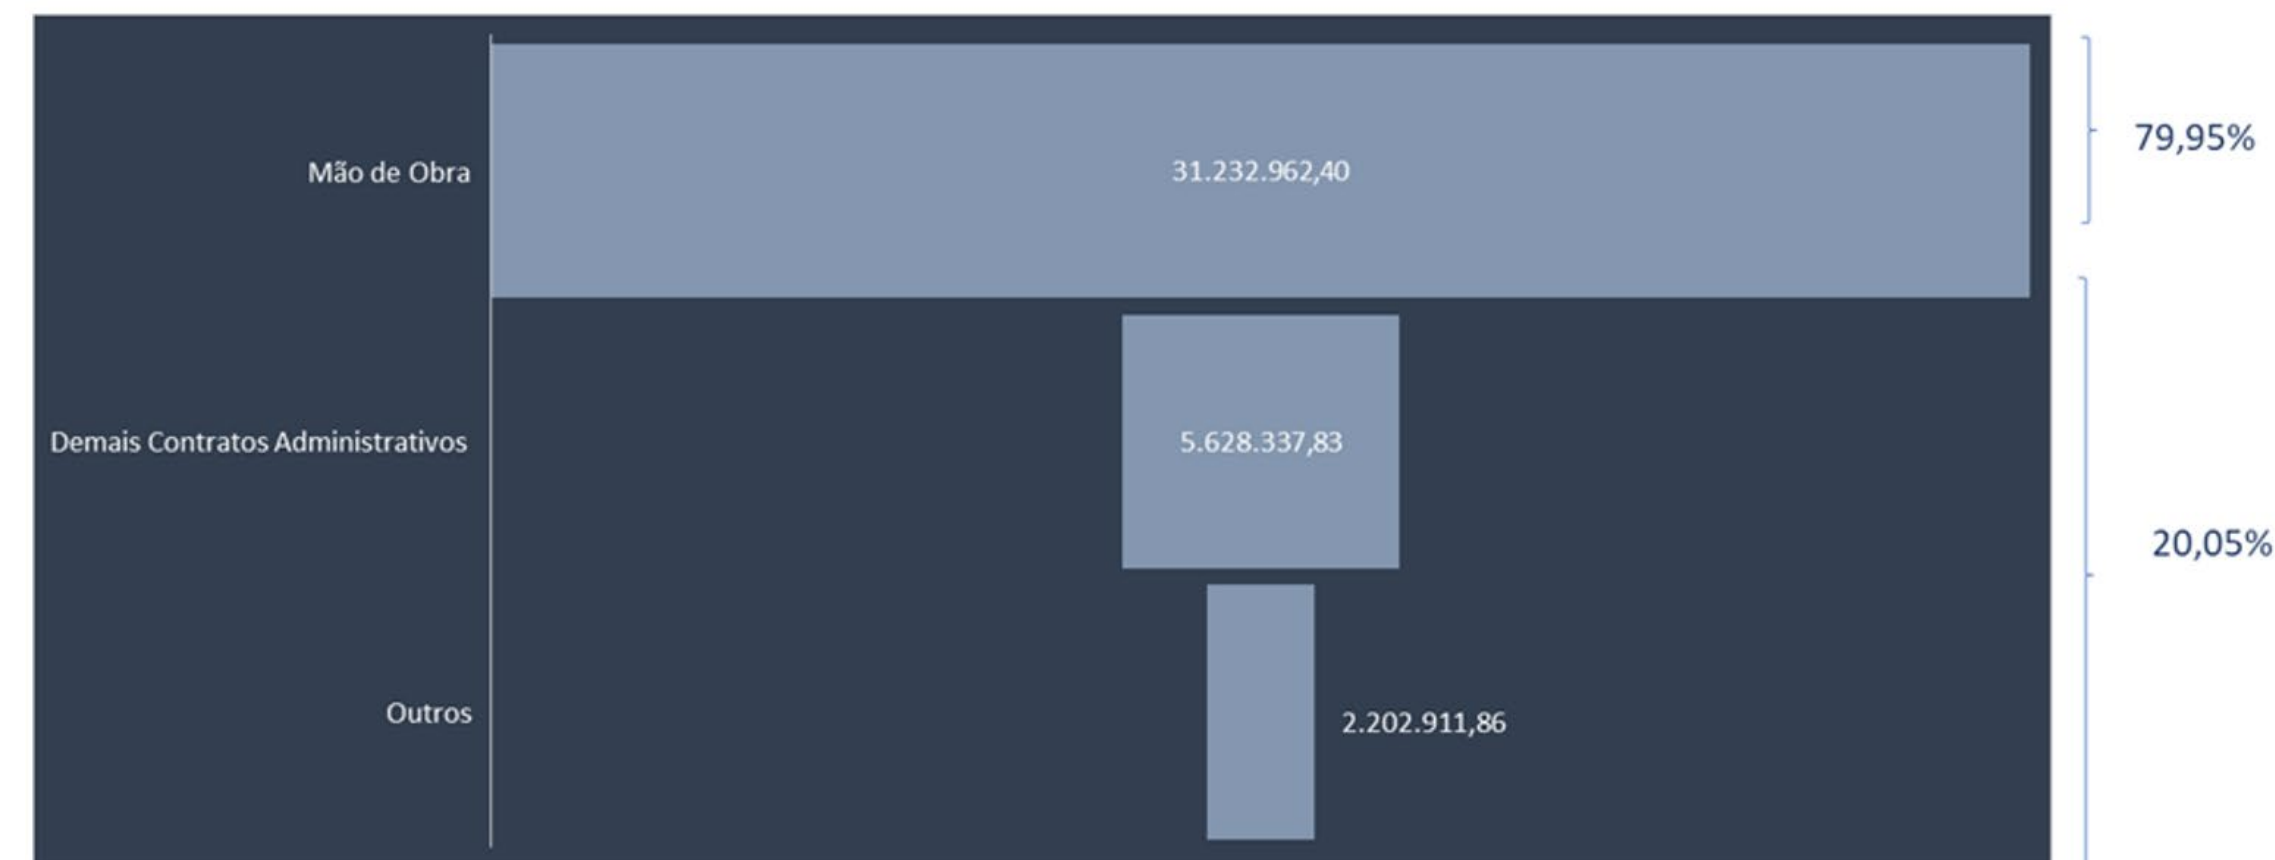 Mão de Obra
31.232.962,40
79,95%
Demais Contratos Administrativos
5.628.337,83
20,05%
Outros
2.202.911,86